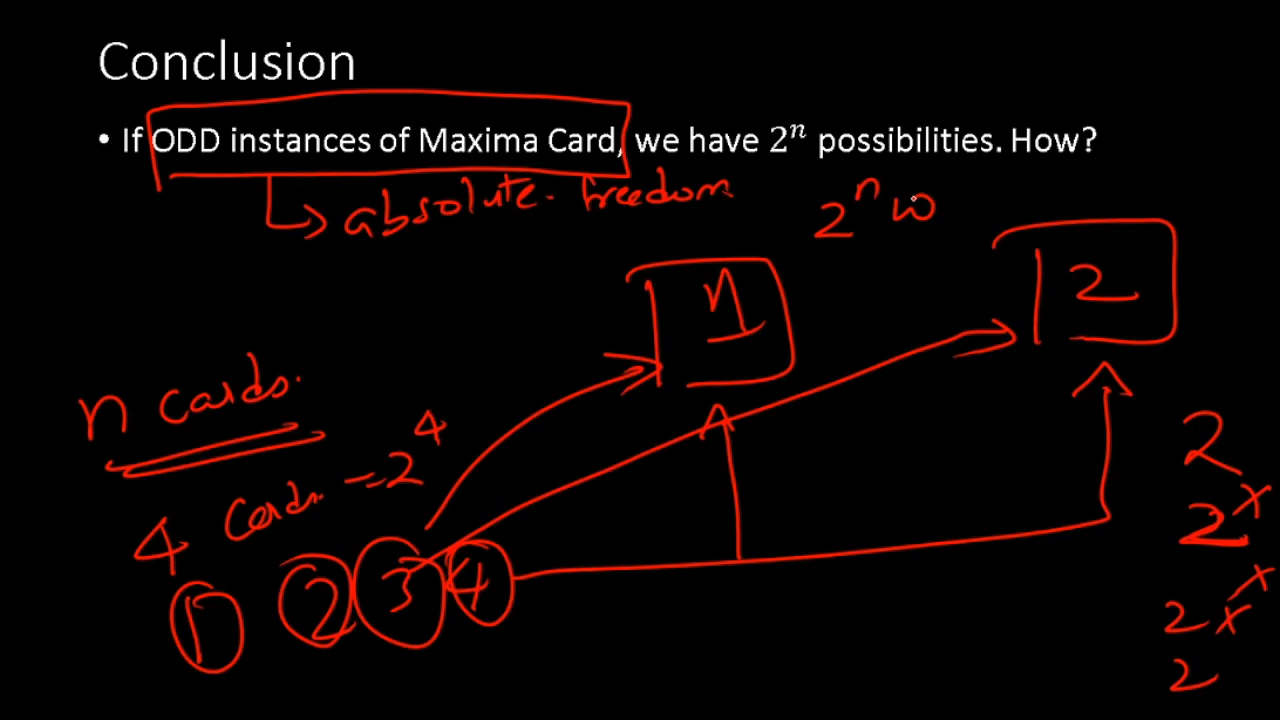 Conclusion
• If ODD instances of Maxima Card, we have 2ⁿ possibilities. How?
absolute. freedom
2ⁿ w
1
2
n cards.
4 cards. = 2⁴
1 2 3 4
2
2 x
2 x x
2